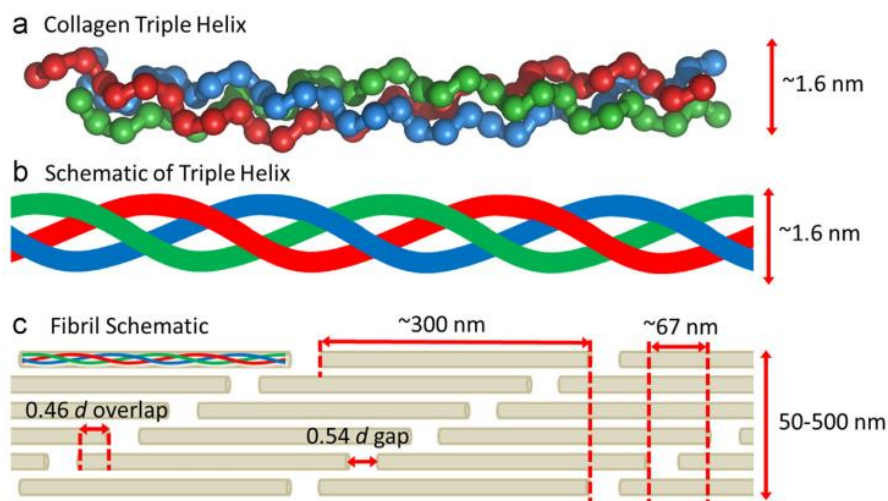 a Collagen Triple Helix
~1.6 nm
b Schematic of Triple Helix
~1.6 nm
c Fibril Schematic
~300 nm
~67 nm
0.46 d overlap
0.54 d gap
50-500 nm